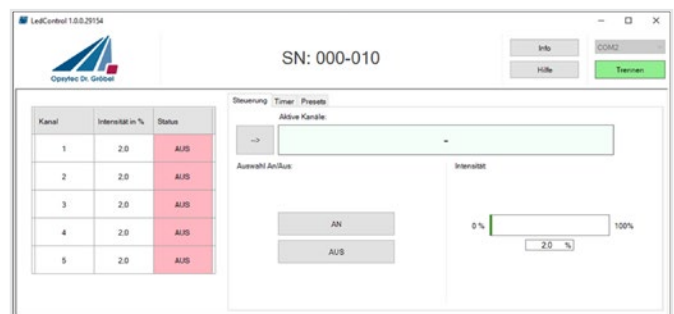 LedControl 1.0.0.29154
Opsytec Dr. Gröbel
SN: 000-010
Info
COM2
Hilfe
Trennen
Kanal Intensität in % Status
1 2.0 AUS
2 2.0 AUS
3 2.0 AUS
4 2.0 AUS
5 2.0 AUS
Steuerung Timer Presets
Aktive Kanäle:
--> -
Auswahl An/Aus: Intensität:
AN
AUS
0 % 100%
2.0 %